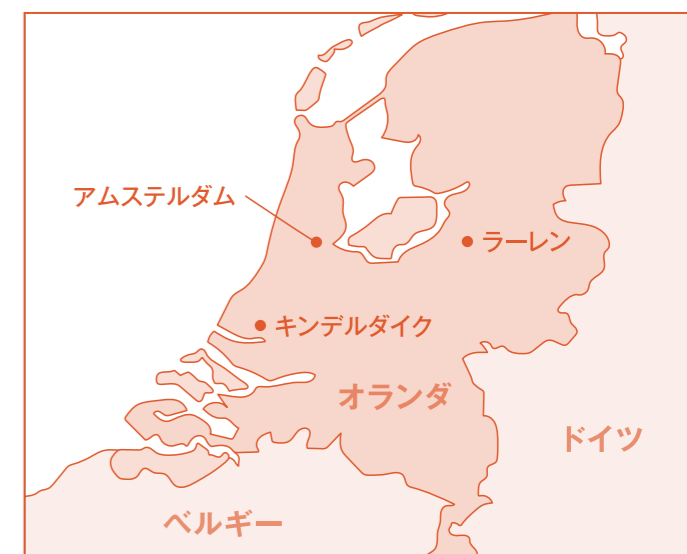 アムステルダム
ラーレン
キンデルダイク
オランダ
ドイツ
ベルギー